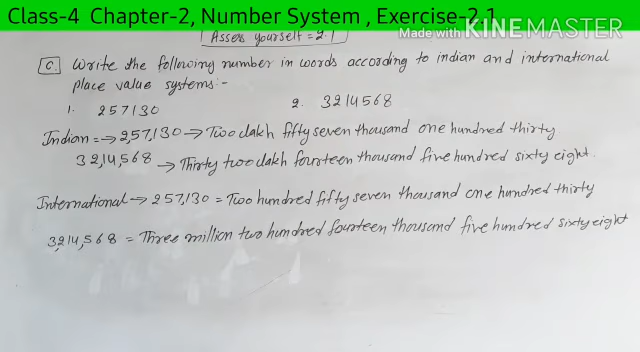 Class-4 Chapter-2, Number System , Exercise-2.1
Assess yourself = 2.1
Made with KINEMASTER
C. Write the following number in words according to indian and international
place value systems:-
1. 257130 2. 3214568
Indian => 2,57,130 → Two lakh fifty seven thousand one hundred thirty
32,14,568 → Thirty two lakh fourteen thousand five hundred sixty eight.
International → 257,130 = Two hundred fifty seven thousand one hundred thirty
3,214,568 = Three million two hundred fourteen thousand five hundred sixty eight